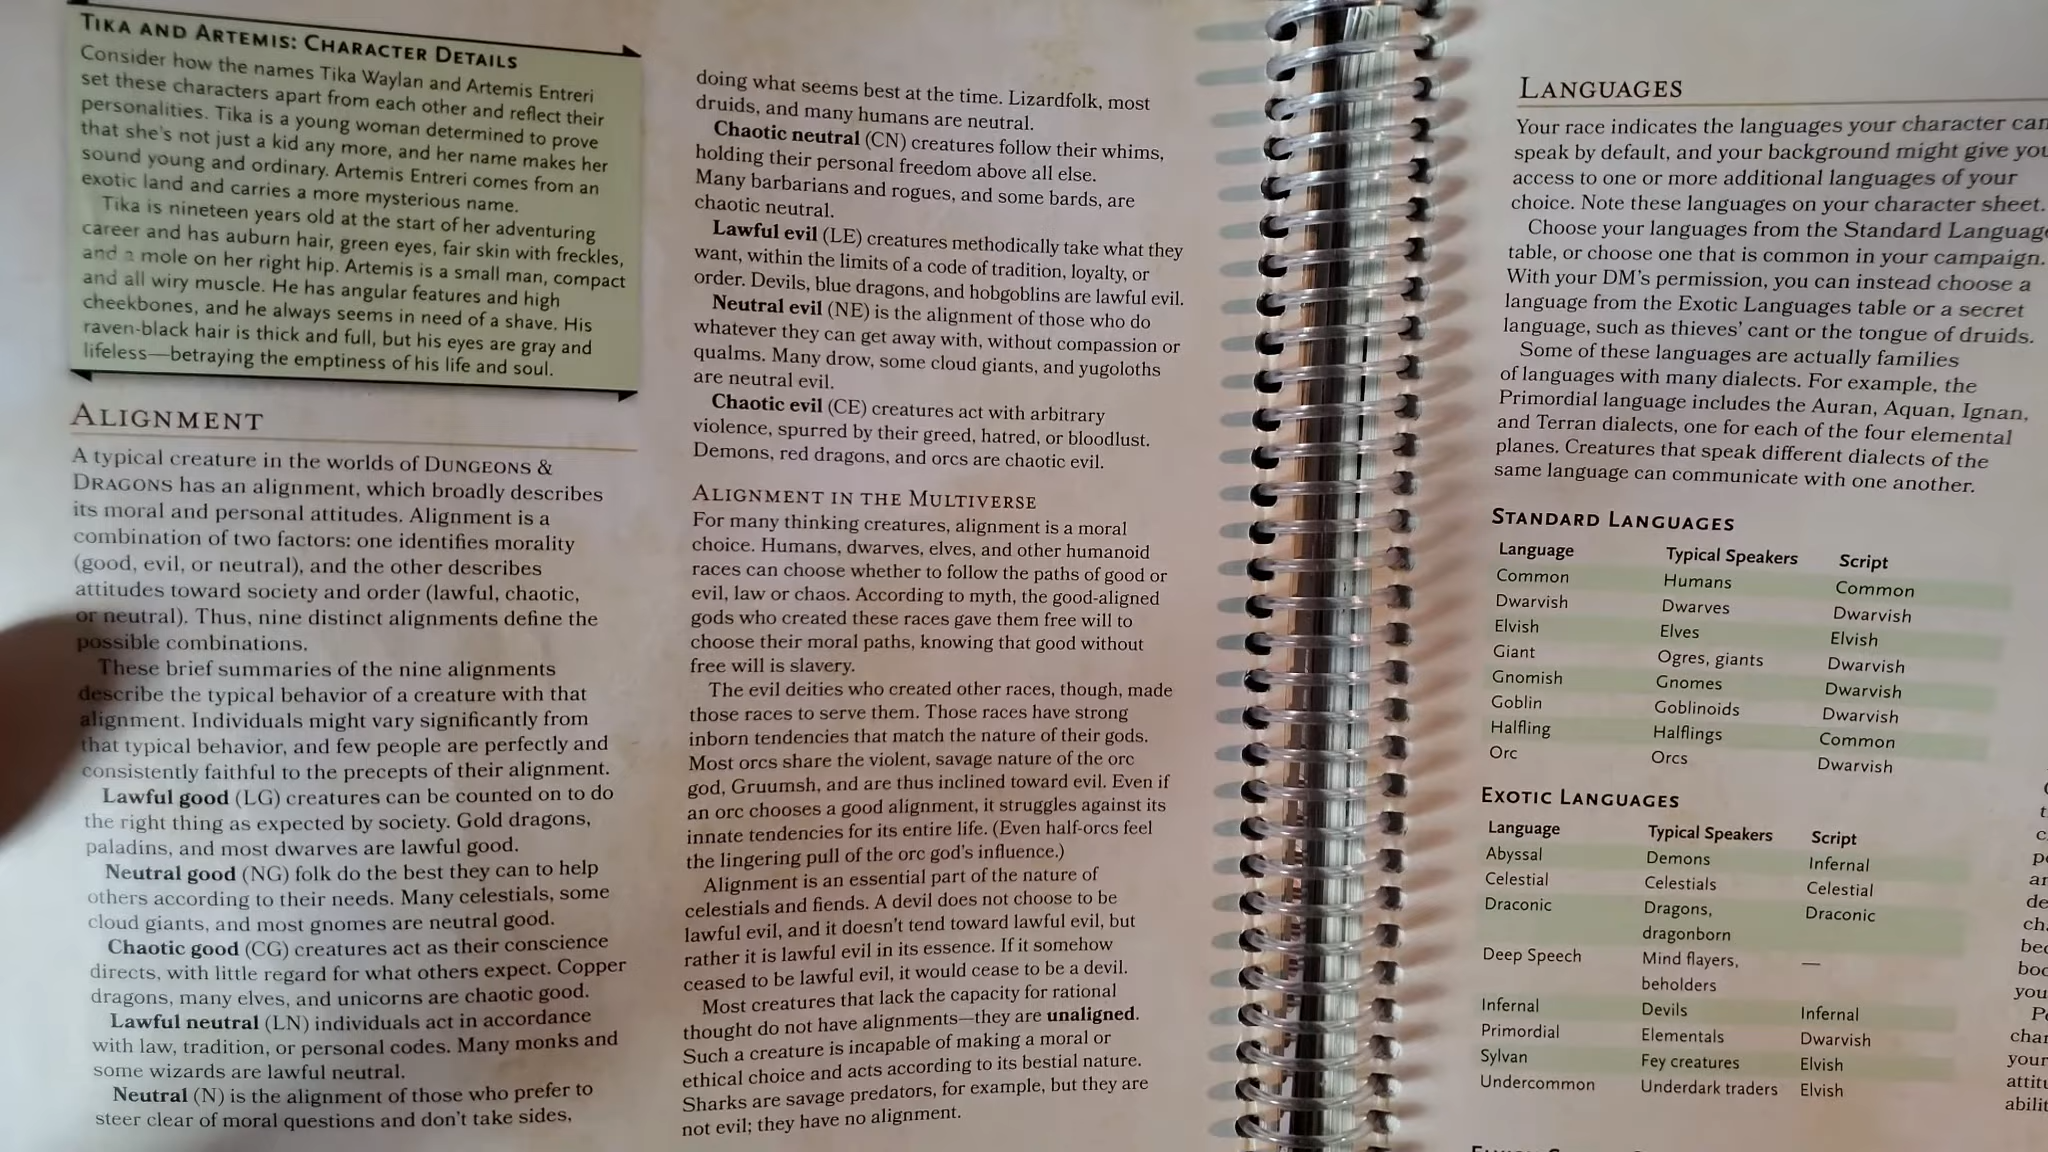 TIKA AND ARTEMIS: CHARACTER DETAILS
Consider how the names Tika Waylan and Artemis Entreri
set these characters apart from each other and reflect their
personalities. Tika is a young woman determined to prove
that she's not just a kid any more, and her name makes her
sound young and ordinary. Artemis Entreri comes from an
exotic land and carries a more mysterious name.
Tika is nineteen years old at the start of her adventuring
career and has auburn hair, green eyes, fair skin with freckles,
and a mole on her right hip. Artemis is a small man, compact
and all wiry muscle. He has angular features and high
cheekbones, and he always seems in need of a shave. His
raven-black hair is thick and full, but his eyes are gray and
lifeless—betraying the emptiness of his life and soul.
ALIGNMENT
A typical creature in the worlds of DUNGEONS &
DRAGONS has an alignment, which broadly describes
its moral and personal attitudes. Alignment is a
combination of two factors: one identifies morality
(good, evil, or neutral), and the other describes
attitudes toward society and order (lawful, chaotic,
or neutral). Thus, nine distinct alignments define the
possible combinations.
These brief summaries of the nine alignments
describe the typical behavior of a creature with that
alignment. Individuals might vary significantly from
that typical behavior, and few people are perfectly and
consistently faithful to the precepts of their alignment.
Lawful good (LG) creatures can be counted on to do
the right thing as expected by society. Gold dragons,
paladins, and most dwarves are lawful good.
Neutral good (NG) folk do the best they can to help
others according to their needs. Many celestials, some
cloud giants, and most gnomes are neutral good.
Chaotic good (CG) creatures act as their conscience
directs, with little regard for what others expect. Copper
dragons, many elves, and unicorns are chaotic good.
Lawful neutral (LN) individuals act in accordance
with law, tradition, or personal codes. Many monks and
some wizards are lawful neutral.
Neutral (N) is the alignment of those who prefer to
steer clear of moral questions and don't take sides,
doing what seems best at the time. Lizardfolk, most
druids, and many humans are neutral.
Chaotic neutral (CN) creatures follow their whims,
holding their personal freedom above all else.
Many barbarians and rogues, and some bards, are
chaotic neutral.
Lawful evil (LE) creatures methodically take what they
want, within the limits of a code of tradition, loyalty, or
order. Devils, blue dragons, and hobgoblins are lawful evil.
Neutral evil (NE) is the alignment of those who do
whatever they can get away with, without compassion or
qualms. Many drow, some cloud giants, and yugoloths
are neutral evil.
Chaotic evil (CE) creatures act with arbitrary
violence, spurred by their greed, hatred, or bloodlust.
Demons, red dragons, and orcs are chaotic evil.
ALIGNMENT IN THE MULTIVERSE
For many thinking creatures, alignment is a moral
choice. Humans, dwarves, elves, and other humanoid
races can choose whether to follow the paths of good or
evil, law or chaos. According to myth, the good-aligned
gods who created these races gave them free will to
choose their moral paths, knowing that good without
free will is slavery.
The evil deities who created other races, though, made
those races to serve them. Those races have strong
inborn tendencies that match the nature of their gods.
Most orcs share the violent, savage nature of the orc
god, Gruumsh, and are thus inclined toward evil. Even if
an orc chooses a good alignment, it struggles against its
innate tendencies for its entire life. (Even half-orcs feel
the lingering pull of the orc god's influence.)
Alignment is an essential part of the nature of
celestials and fiends. A devil does not choose to be
lawful evil, and it doesn't tend toward lawful evil, but
rather it is lawful evil in its essence. If it somehow
ceased to be lawful evil, it would cease to be a devil.
Most creatures that lack the capacity for rational
thought do not have alignments—they are unaligned.
Such a creature is incapable of making a moral or
ethical choice and acts according to its bestial nature.
Sharks are savage predators, for example, but they are
not evil; they have no alignment.
LANGUAGES
Your race indicates the languages your character can
speak by default, and your background might give you
access to one or more additional languages of your
choice. Note these languages on your character sheet.
Choose your languages from the Standard Language
table, or choose one that is common in your campaign.
With your DM's permission, you can instead choose a
language from the Exotic Languages table or a secret
language, such as thieves' cant or the tongue of druids.
Some of these languages are actually families
of languages with many dialects. For example, the
Primordial language includes the Auran, Aquan, Ignan,
and Terran dialects, one for each of the four elemental
planes. Creatures that speak different dialects of the
same language can communicate with one another.
STANDARD LANGUAGES
Language Typical Speakers Script
Common Humans Common
Dwarvish Dwarves Dwarvish
Elvish Elves Elvish
Giant Ogres, giants Dwarvish
Gnomish Gnomes Dwarvish
Goblin Goblinoids Dwarvish
Halfling Halflings Common
Orc Orcs Dwarvish
EXOTIC LANGUAGES
Language Typical Speakers Script
Abyssal Demons Infernal
Celestial Celestials Celestial
Draconic Dragons, Draconic
dragonborn
Deep Speech Mind flayers, —
beholders
Infernal Devils Infernal
Primordial Elementals Dwarvish
Sylvan Fey creatures Elvish
Undercommon Underdark traders Elvish